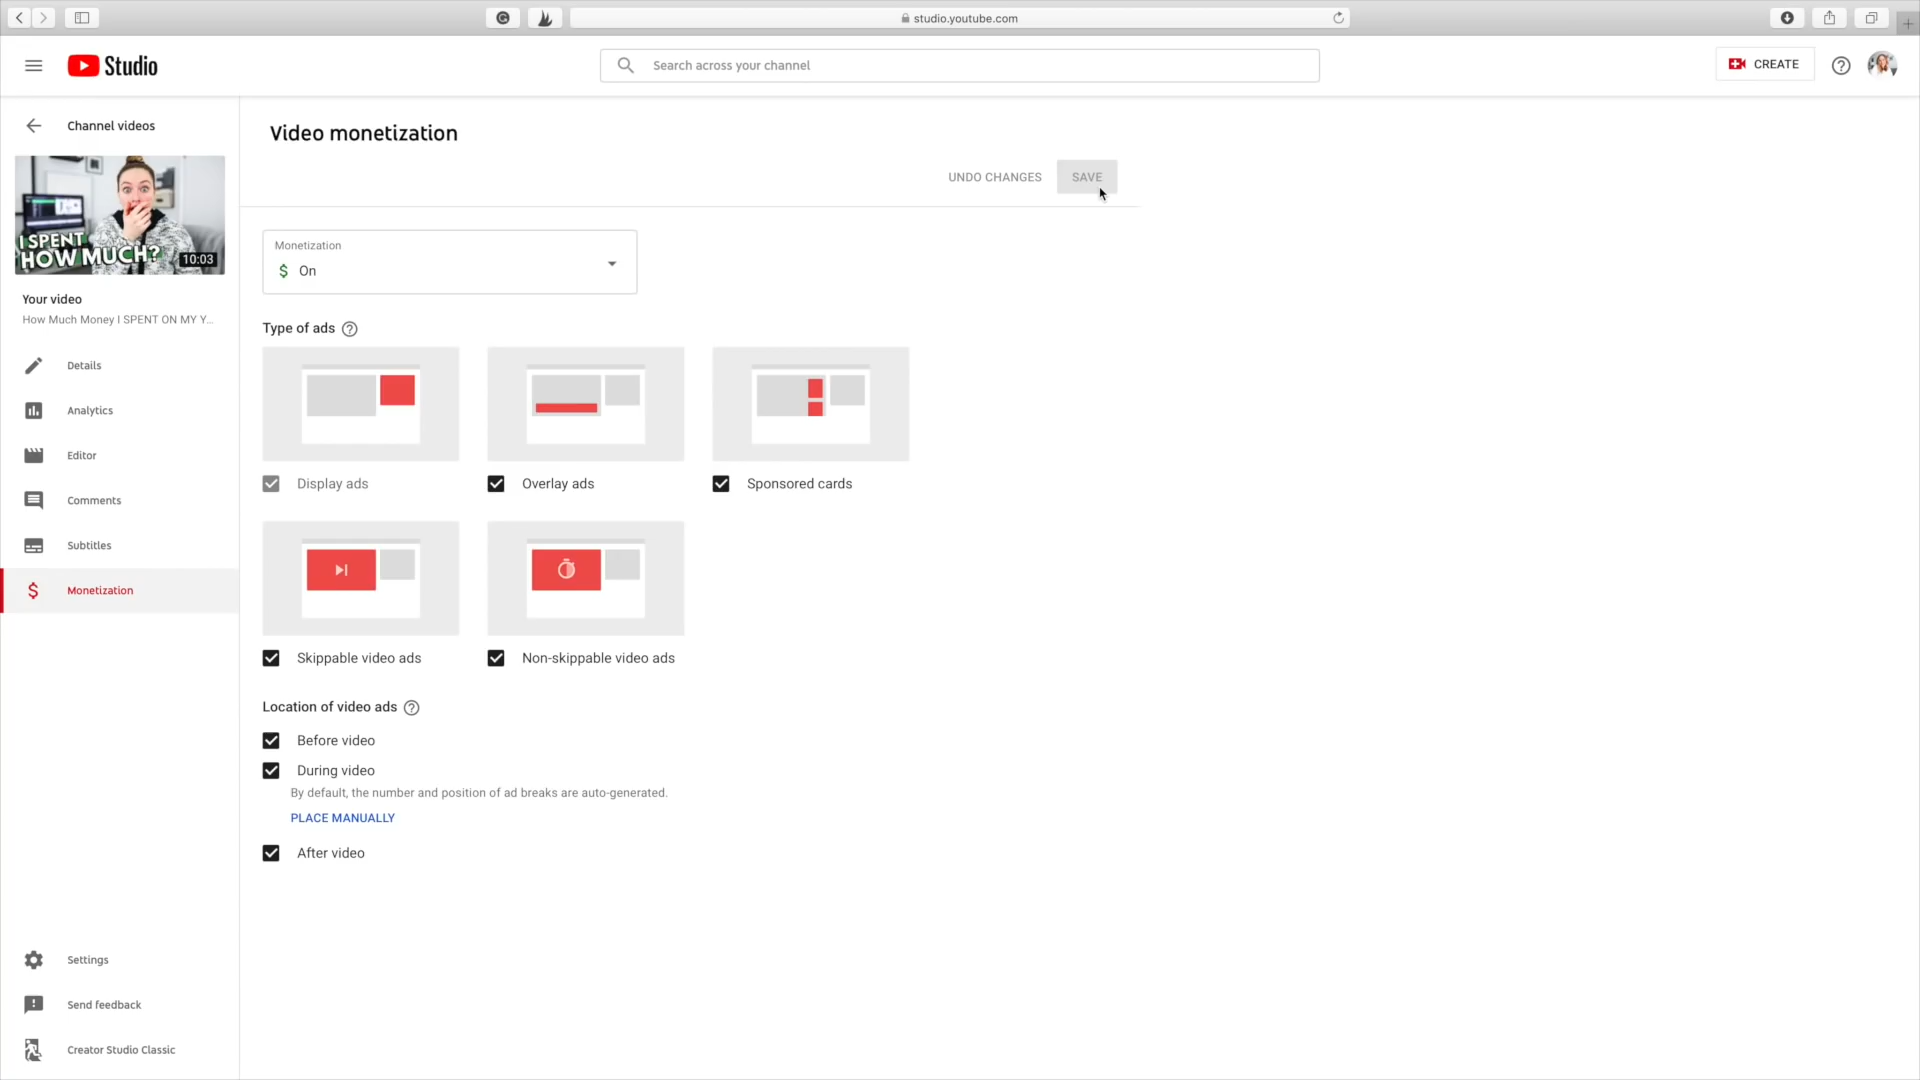 studio.youtube.com
Studio
Search across your channel
CREATE
Channel videos
I SPENT
HOW MUCH?
10:03
Your video
How Much Money I SPENT ON MY Y...
Details
Analytics
Editor
Comments
Subtitles
Monetization
Settings
Send feedback
Creator Studio Classic
Video monetization
UNDO CHANGES
SAVE
Monetization
$ On
Type of ads
Display ads
Overlay ads
Sponsored cards
Skippable video ads
Non-skippable video ads
Location of video ads
Before video
During video
By default, the number and position of ad breaks are auto-generated.
PLACE MANUALLY
After video